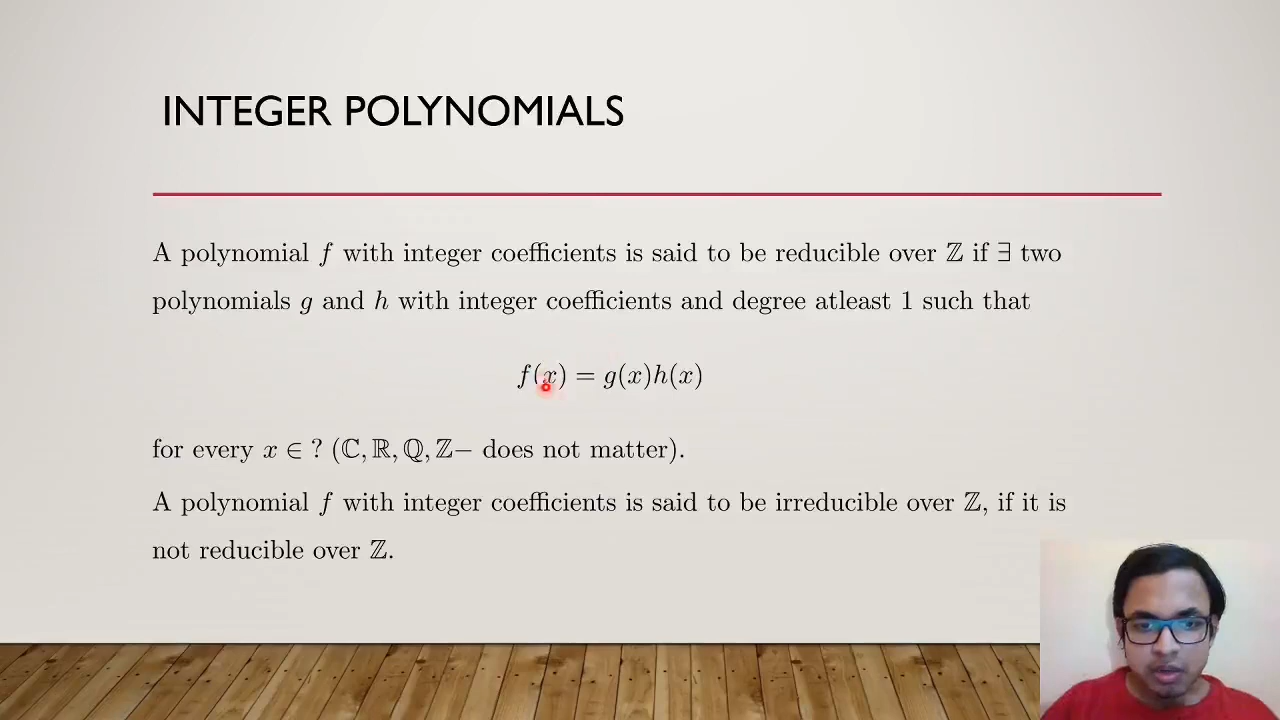 INTEGER POLYNOMIALS
A polynomial f with integer coefficients is said to be reducible over ℤ if ∃ two
polynomials g and h with integer coefficients and degree atleast 1 such that
f(x) = g(x)h(x)
for every x ∈ ? (ℂ, ℝ, ℚ, ℤ− does not matter).
A polynomial f with integer coefficients is said to be irreducible over ℤ, if it is
not reducible over ℤ.